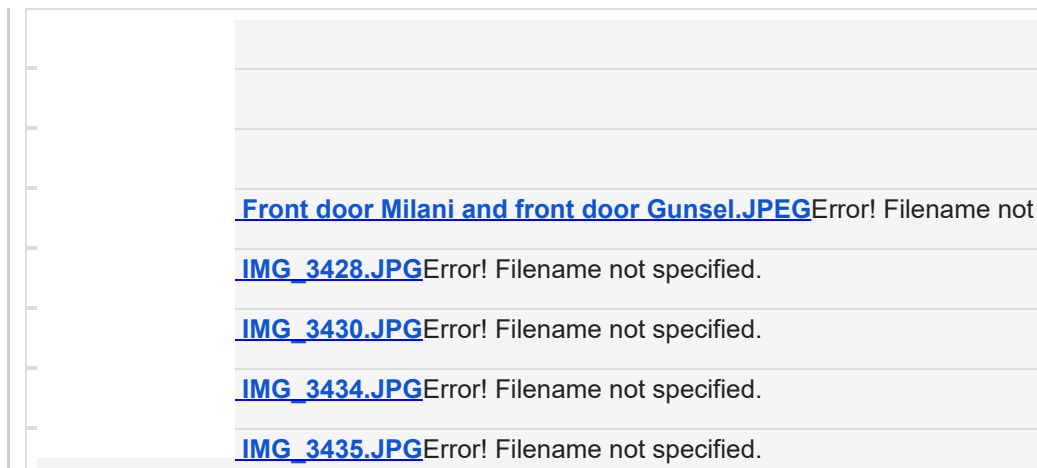 Front door Milani and front door Gunsel.JPEGError! Filename not
IMG_3428.JPGError! Filename not specified.
IMG_3430.JPGError! Filename not specified.
IMG_3434.JPGError! Filename not specified.
IMG_3435.JPGError! Filename not specified.